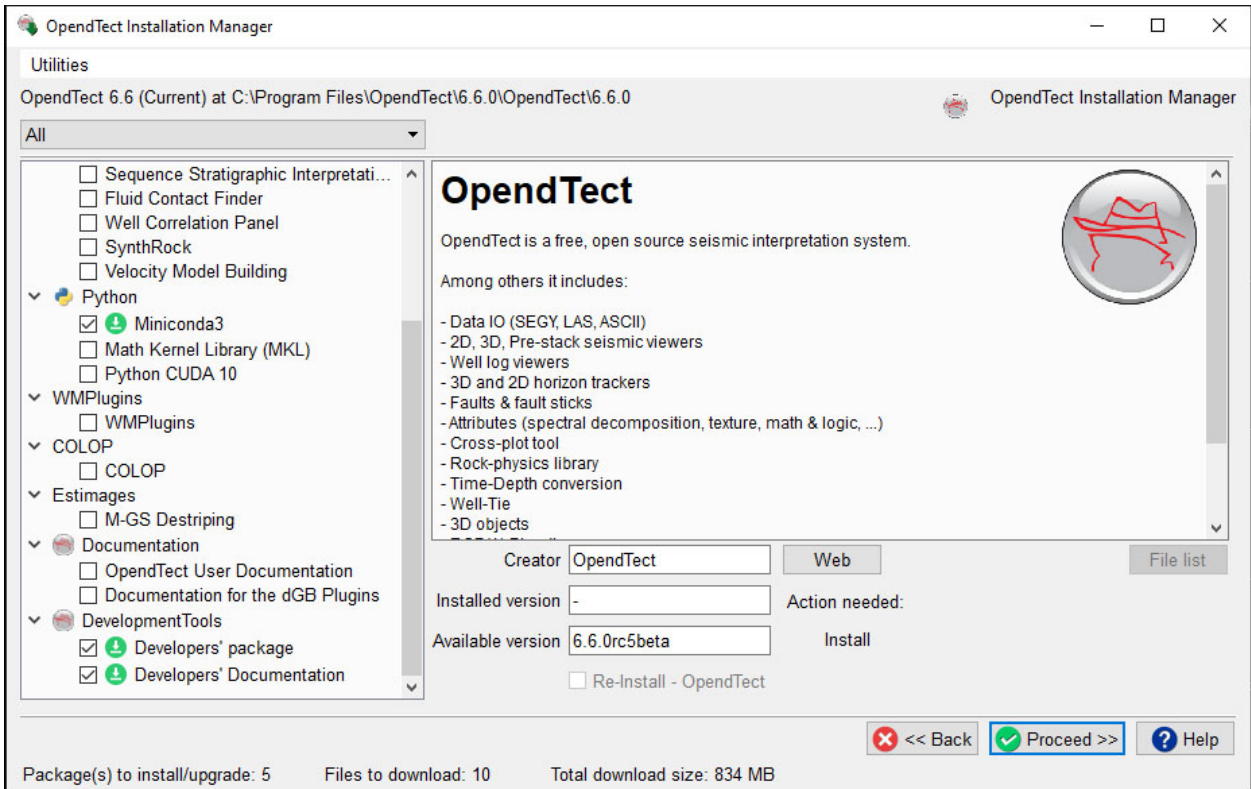 OpendTect Installation Manager
Utilities
OpendTect 6.6 (Current) at C:\Program Files\OpendTect\6.6.0\OpendTect\6.6.0
OpendTect Installation Manager
All
Sequence Stratigraphic Interpretati...
Fluid Contact Finder
Well Correlation Panel
SynthRock
Velocity Model Building
Python
Miniconda3
Math Kernel Library (MKL)
Python CUDA 10
WMPlugins
WMPlugins
COLOP
COLOP
Estimages
M-GS Destriping
Documentation
OpendTect User Documentation
Documentation for the dGB Plugins
DevelopmentTools
Developers' package
Developers' Documentation
OpendTect
OpendTect is a free, open source seismic interpretation system.
Among others it includes:
- Data IO (SEGY, LAS, ASCII)
- 2D, 3D, Pre-stack seismic viewers
- Well log viewers
- 3D and 2D horizon trackers
- Faults & fault sticks
- Attributes (spectral decomposition, texture, math & logic, ...)
- Cross-plot tool
- Rock-physics library
- Time-Depth conversion
- Well-Tie
- 3D objects
Creator OpendTect Web File list
Installed version - Action needed:
Available version 6.6.0rc5beta Install
Re-Install - OpendTect
<< Back Proceed >> Help
Package(s) to install/upgrade: 5 Files to download: 10 Total download size: 834 MB